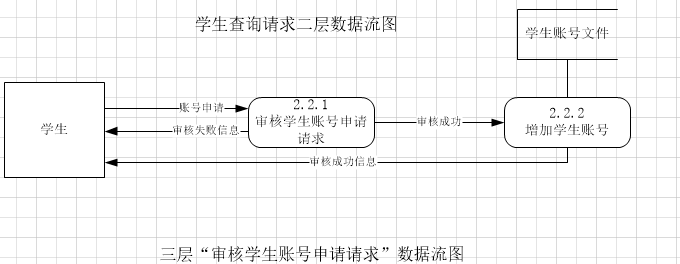 学生查询请求二层数据流图
学生账号文件
账号申请
2.2.1
审核学生账号申请
请求
审核成功
2.2.2
增加学生账号
学生
审核失败信息
审核成功信息
三层“审核学生账号申请请求”数据流图